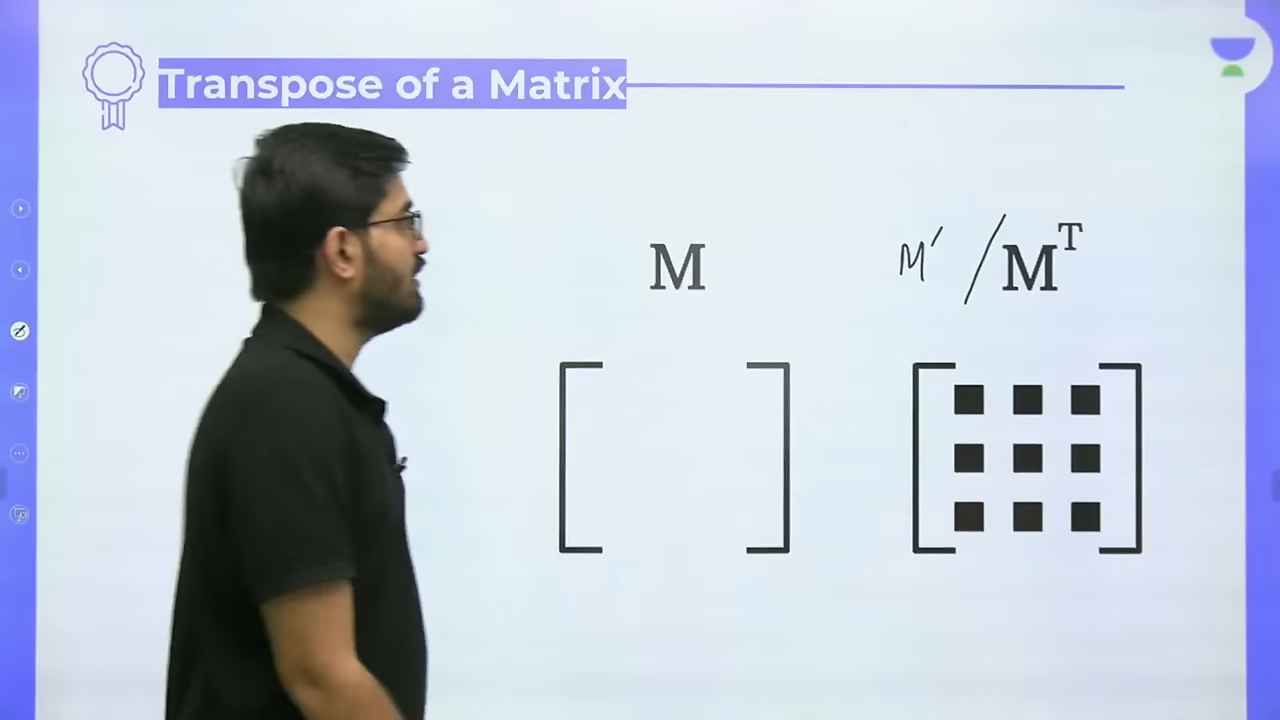 Transpose of a Matrix
M
M′ / Mᵀ